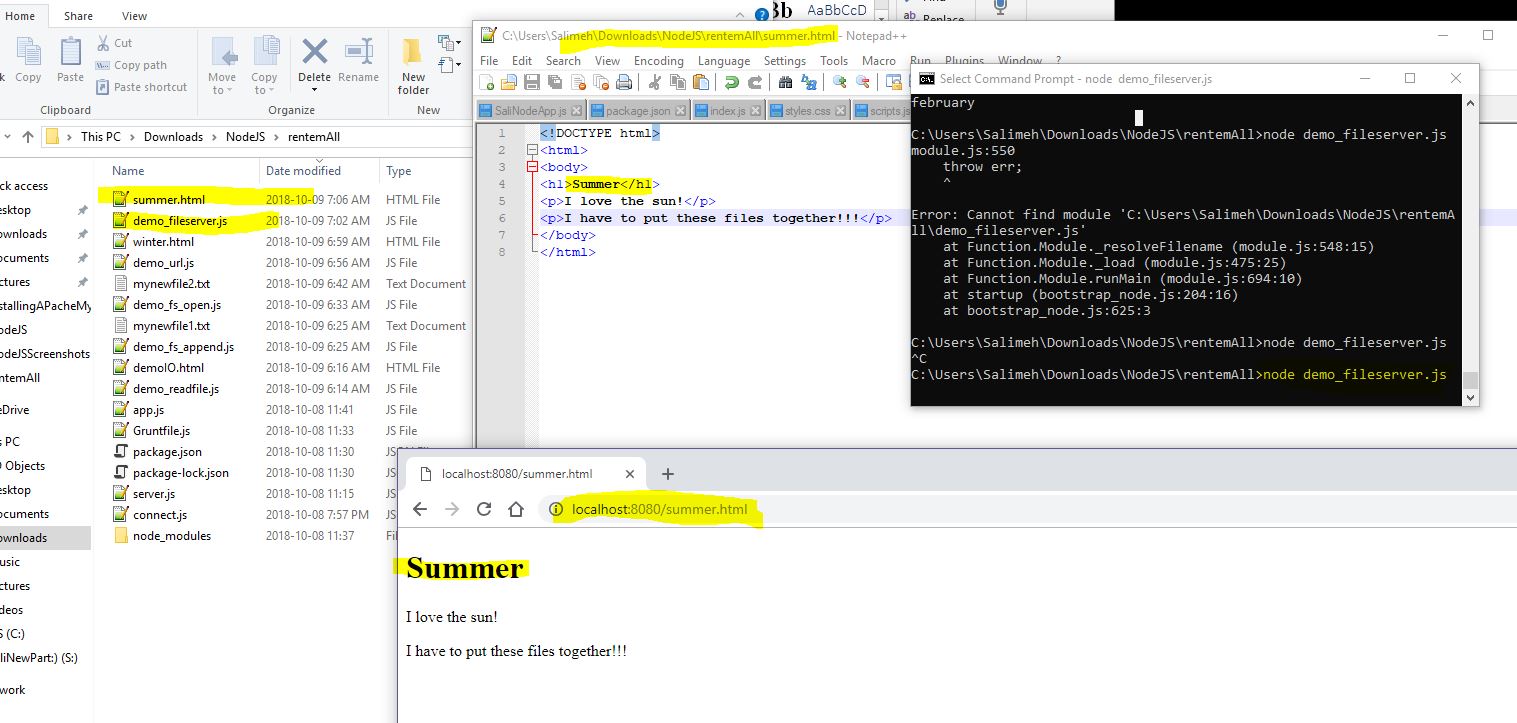 Home Share View
Cut
Copy path
Paste shortcut
Copy Paste
Move to Copy to Delete Rename New folder
Clipboard Organize New
This PC > Downloads > NodeJS > rentemAll
Name Date modified Type
summer.html 2018-10-09 7:06 AM HTML File
demo_fileserver.js 2018-10-09 7:02 AM JS File
winter.html 2018-10-09 6:59 AM HTML File
demo_url.js 2018-10-09 6:56 AM JS File
mynewfile2.txt 2018-10-09 6:42 AM Text Document
demo_fs_open.js 2018-10-09 6:33 AM JS File
mynewfile1.txt 2018-10-09 6:25 AM Text Document
demo_fs_append.js 2018-10-09 6:25 AM JS File
demoIO.html 2018-10-09 6:16 AM HTML File
demo_readfile.js 2018-10-09 6:14 AM JS File
app.js 2018-10-08 11:41 JS File
Gruntfile.js 2018-10-08 11:33 JS File
package.json 2018-10-08 11:30
package-lock.json 2018-10-08 11:30 JS
server.js 2018-10-08 11:15 JS
connect.js 2018-10-08 7:57 PM JS
node_modules 2018-10-08 11:37 Fil
ck access
esktop
ownloads
ocuments
ctures
nstallingAPacheMy
odeJS
odeJSScreenshots
entemAll
eDrive
s PC
D Objects
esktop
ocuments
ownloads
usic
ctures
deos
S (C:)
liNewPart:) (S:)
work
Bb AaBbCcD
Replace
C:\Users\Salimeh\Downloads\NodeJS\rentemAll\summer.html - Notepad++
File Edit Search View Encoding Language Settings Tools Macro Run Plugins Window ?
SaliNodeApp.js package.json index.js styles.css scripts.js
1 <!DOCTYPE html>
2 <html>
3 <body>
4 <h1>Summer</h1>
5 <p>I love the sun!</p>
6 <p>I have to put these files together!!!</p>
7 </body>
8 </html>
Select Command Prompt - node demo_fileserver.js
february
C:\Users\Salimeh\Downloads\NodeJS\rentemAll>node demo_fileserver.js
module.js:550
throw err;
^
Error: Cannot find module 'C:\Users\Salimeh\Downloads\NodeJS\rentemA
ll\demo_fileserver.js'
at Function.Module._resolveFilename (module.js:548:15)
at Function.Module._load (module.js:475:25)
at Function.Module.runMain (module.js:694:10)
at startup (bootstrap_node.js:204:16)
at bootstrap_node.js:625:3
C:\Users\Salimeh\Downloads\NodeJS\rentemAll>node demo_fileserver.js
^C
C:\Users\Salimeh\Downloads\NodeJS\rentemAll>node demo_fileserver.js
localhost:8080/summer.html
localhost:8080/summer.html
Summer
I love the sun!
I have to put these files together!!!